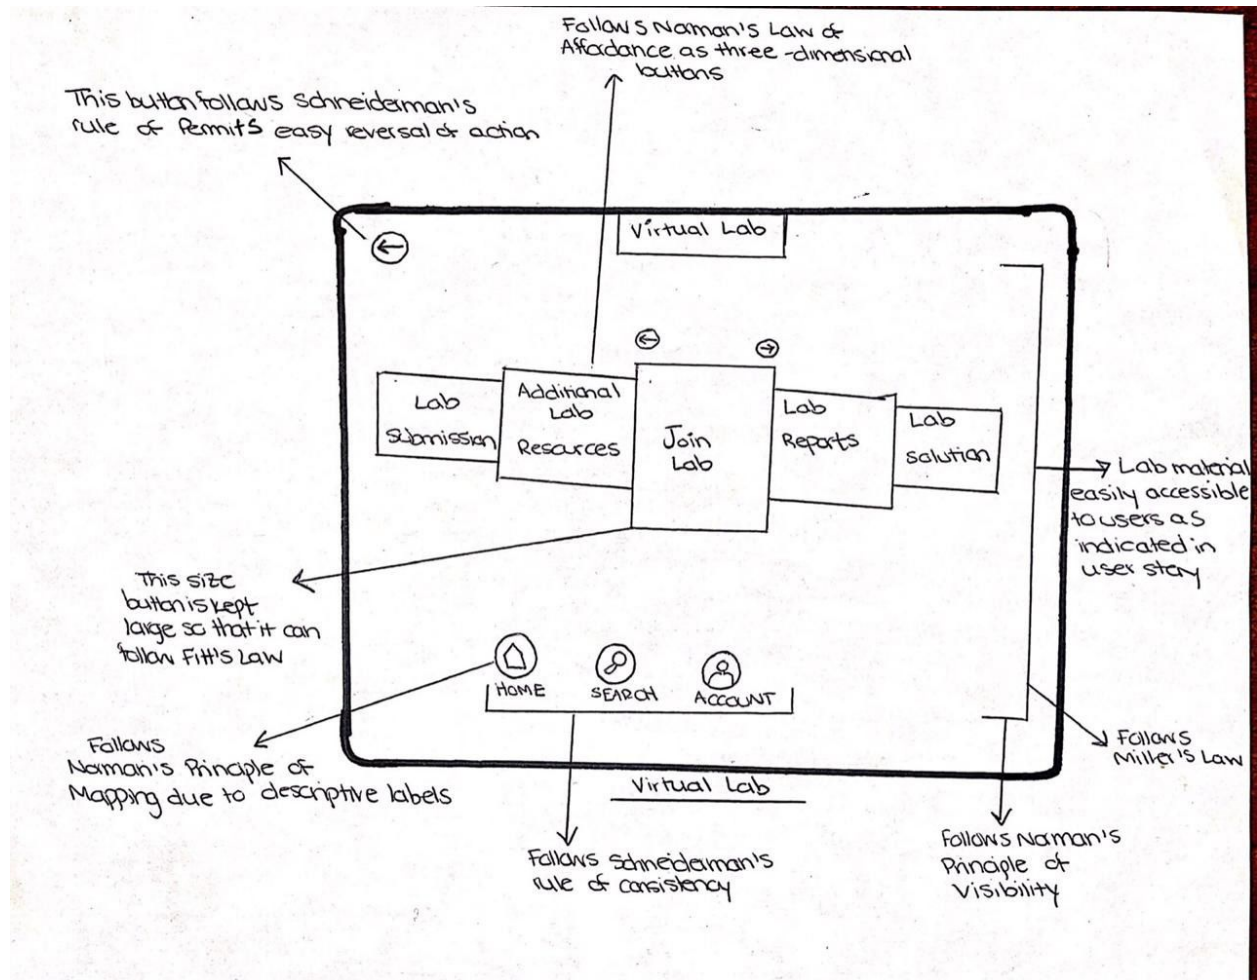 Follows Norman's Law of
Affordance as three-dimensional
buttons
This button follows Schneiderman's
rule of Permits easy reversal of action
Virtual Lab
Lab
Submission
Additional
Lab
Resources
Join
Lab
Lab
Reports
Lab
Solution
Lab material
easily accessible
to users as
indicated in
user story
This size
button is kept
large so that it can
follow Fitt's Law
HOME SEARCH ACCOUNT
Follows
Norman's Principle of
Mapping due to descriptive labels
Follows
Miller's Law
Virtual Lab
Follows Schneiderman's
rule of consistency
Follows Norman's
Principle of
Visibility